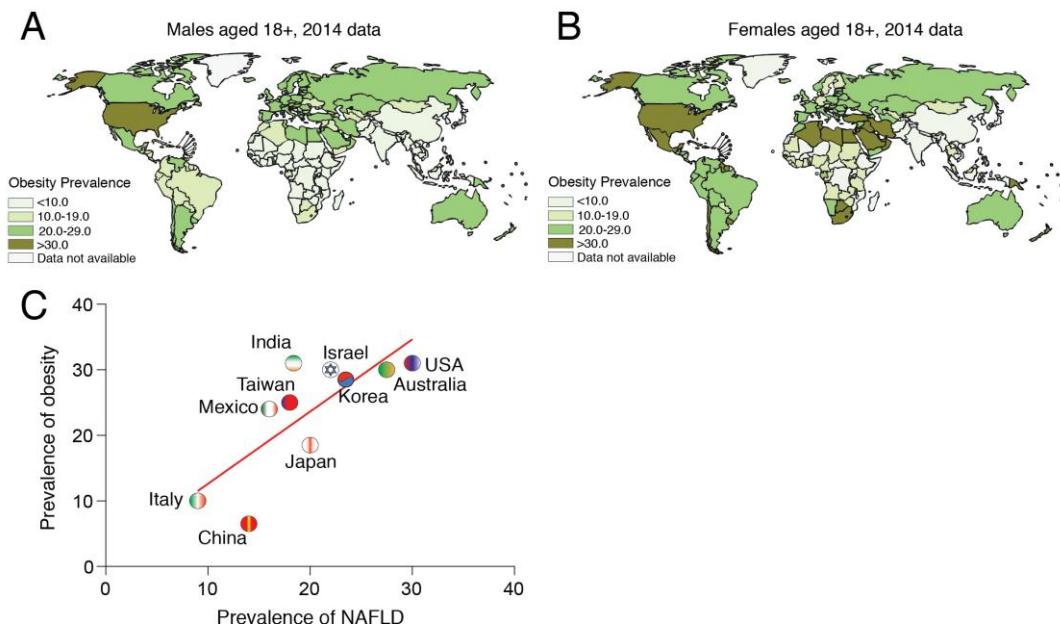 A
Males aged 18+, 2014 data
Obesity Prevalence
<10.0
10.0-19.0
20.0-29.0
>30.0
Data not available
B
Females aged 18+, 2014 data
Obesity Prevalence
<10.0
10.0-19.0
20.0-29.0
>30.0
Data not available
C
Prevalence of obesity
40
30
20
10
0
India
Israel
USA
Australia
Korea
Taiwan
Mexico
Japan
Italy
China
0 10 20 30 40
Prevalence of NAFLD